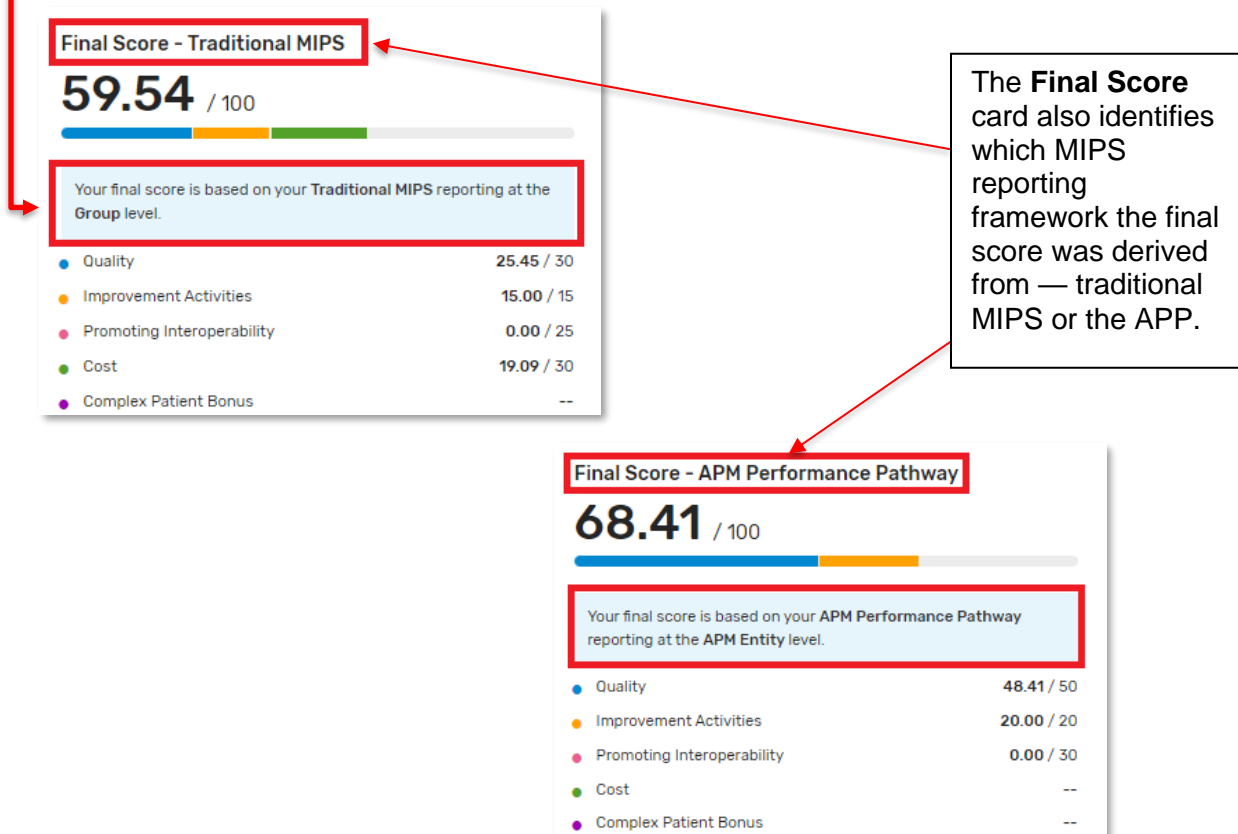 Final Score - Traditional MIPS
59.54 / 100
Your final score is based on your Traditional MIPS reporting at the
Group level.
Quality 25.45 / 30
Improvement Activities 15.00 / 15
Promoting Interoperability 0.00 / 25
Cost 19.09 / 30
Complex Patient Bonus --
The Final Score
card also identifies
which MIPS
reporting
framework the final
score was derived
from — traditional
MIPS or the APP.
Final Score - APM Performance Pathway
68.41 / 100
Your final score is based on your APM Performance Pathway
reporting at the APM Entity level.
Quality 48.41 / 50
Improvement Activities 20.00 / 20
Promoting Interoperability 0.00 / 30
Cost --
Complex Patient Bonus --